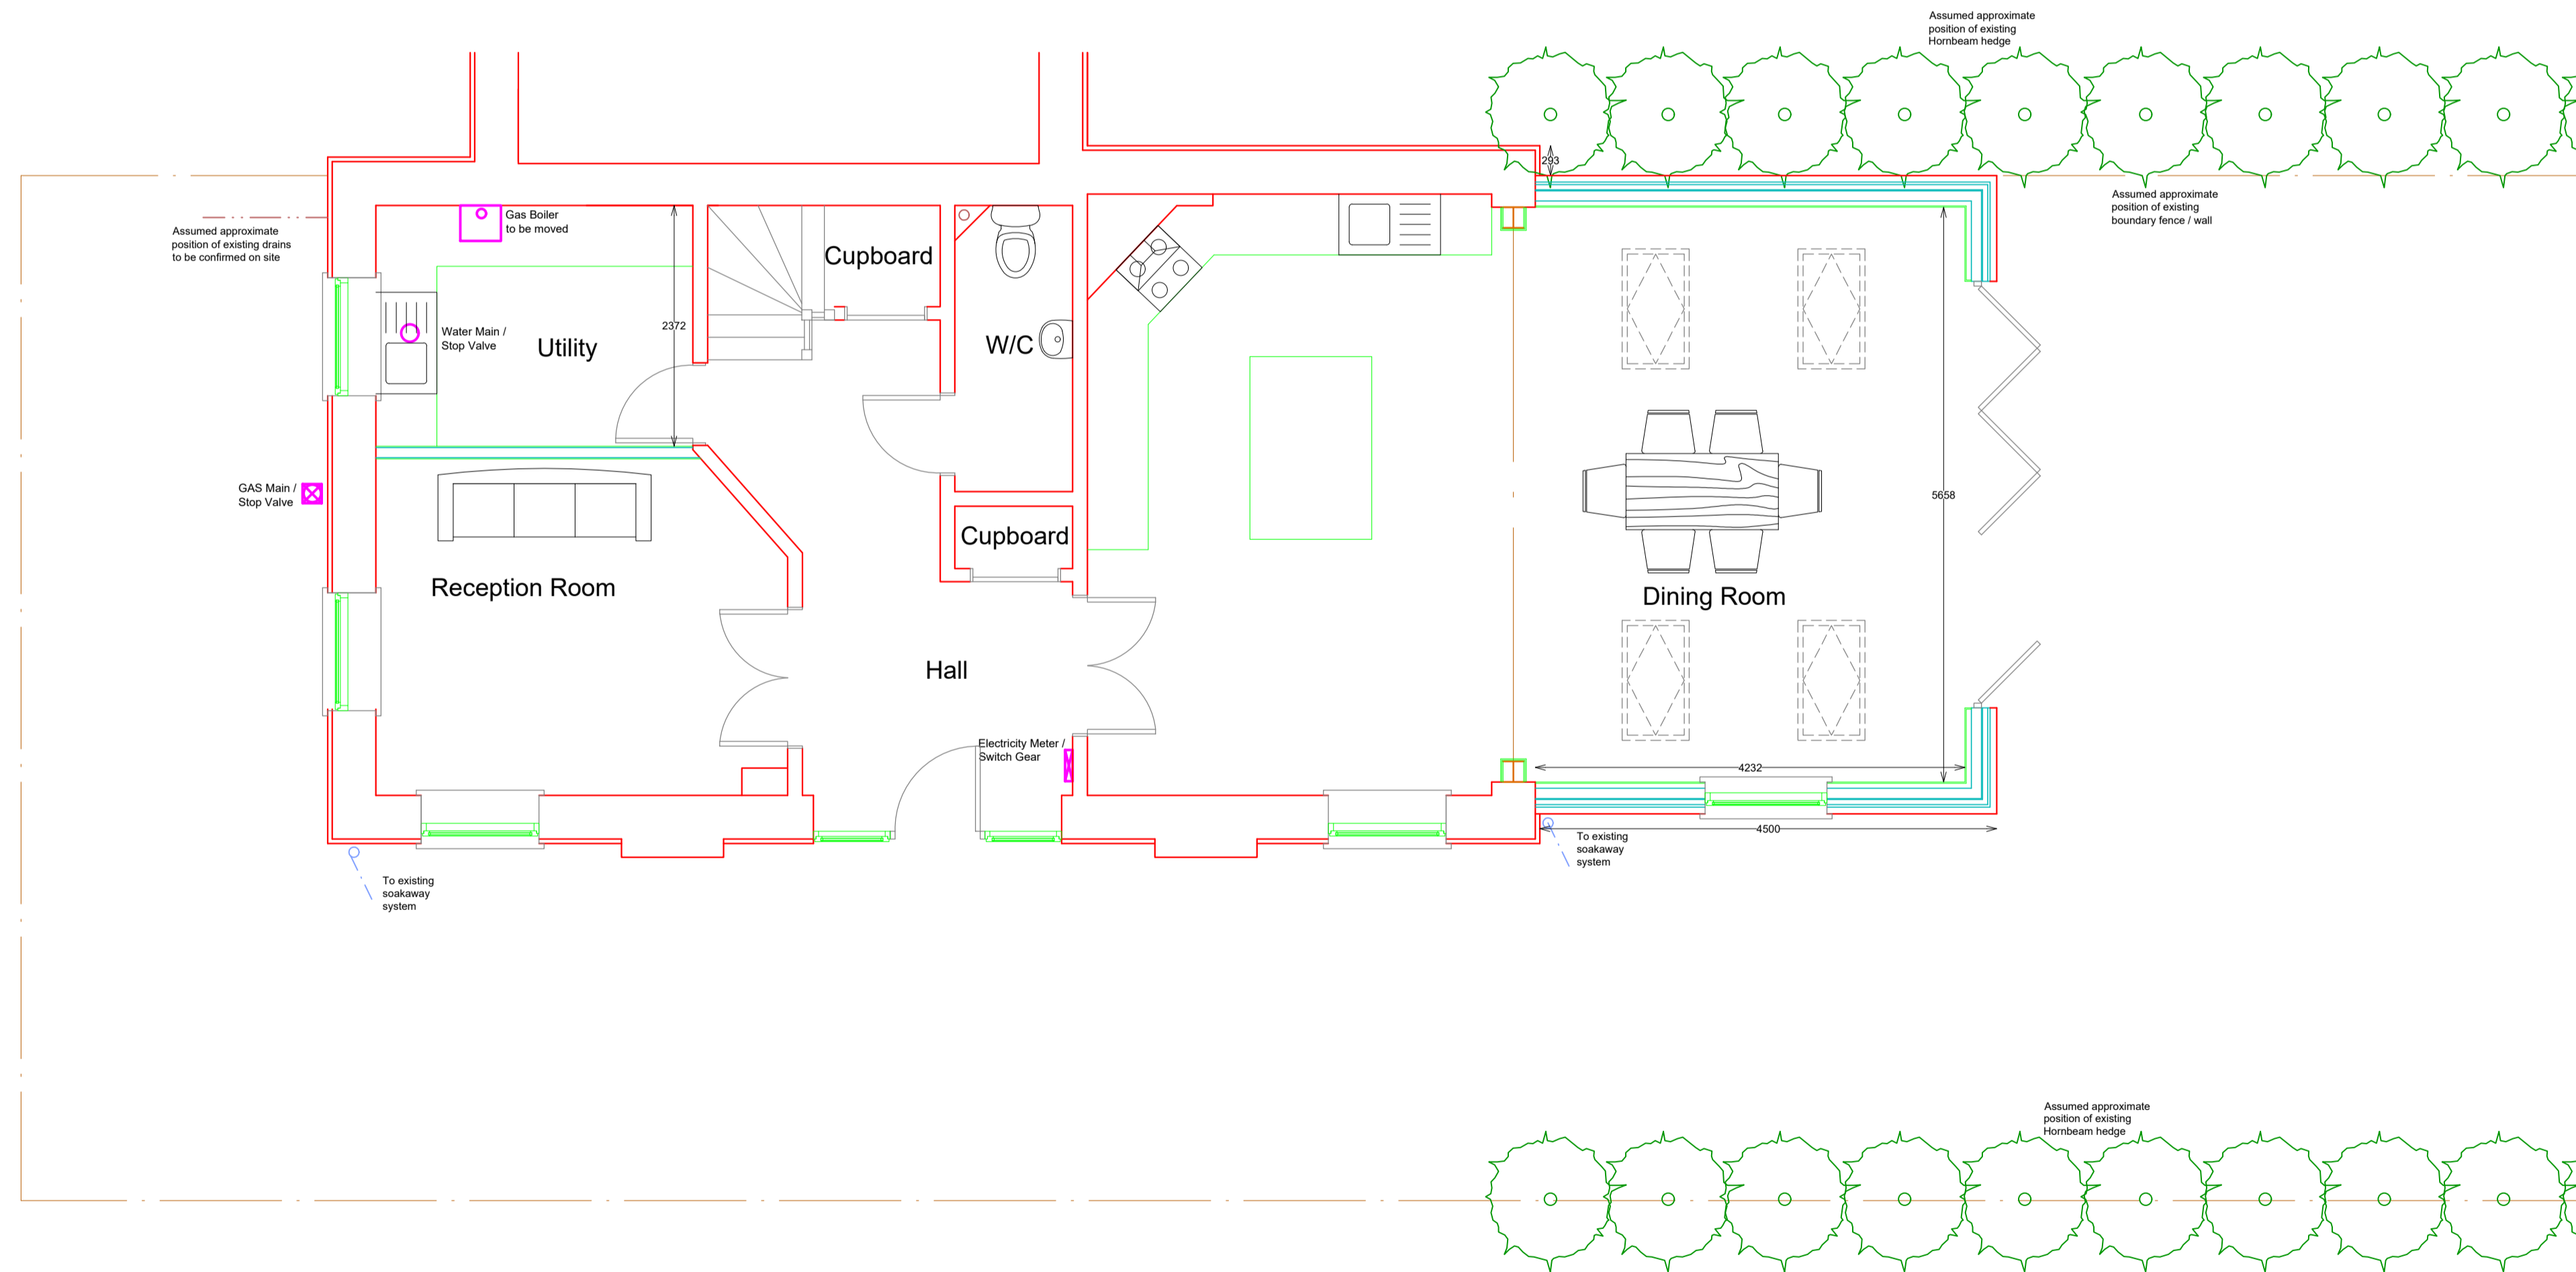 Assumed approximate
position of existing
Hornbeam hedge
293
Assumed approximate
position of existing
boundary fence / wall
Gas Boiler
to be moved
Assumed approximate
position of existing drains
to be confirmed on site
Cupboard
2372
Water Main /
Stop Valve
Utility
W/C
GAS Main /
Stop Valve
5658
Cupboard
Reception Room
Dining Room
Hall
Electricity Meter /
Switch Gear
4232
4500
To existing
soakaway
system
To existing
soakaway
system
Assumed approximate
position of existing
Hornbeam hedge